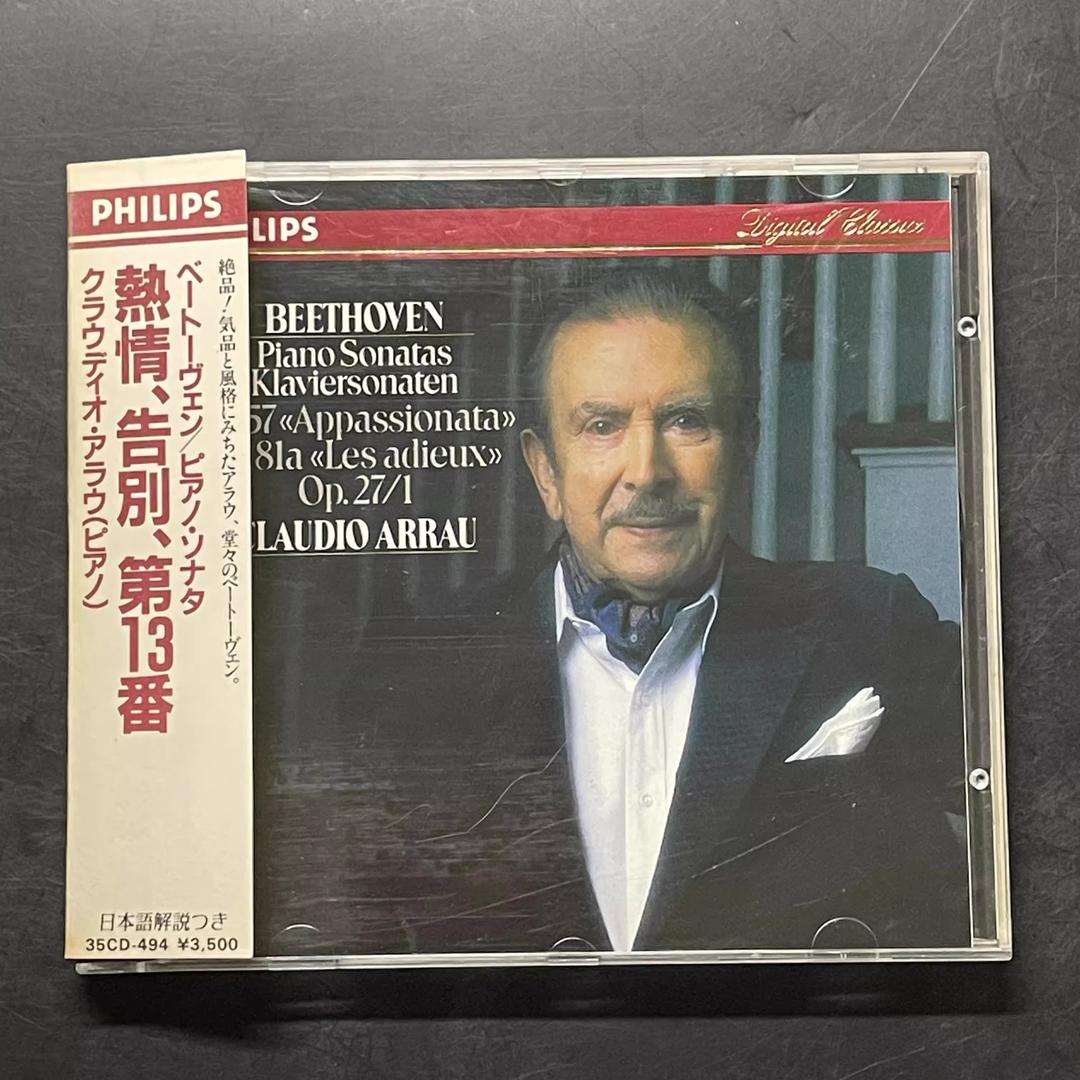 PHILIPS
絶品！気品と風格にみちたアラウ、堂々のベートーヴェン。
ベートーヴェン/ピアノ・ソナタ
熱情、告別、第13番
クラウディオ・アラウ(ピアノ)
日本語解説つき
35CD-494 ¥3,500
LIPS
Digital Classics
BEETHOVEN
Piano Sonatas
Klaviersonaten
57 «Appassionata»
81a «Les adieux»
Op. 27/1
LAUDIO ARRAU